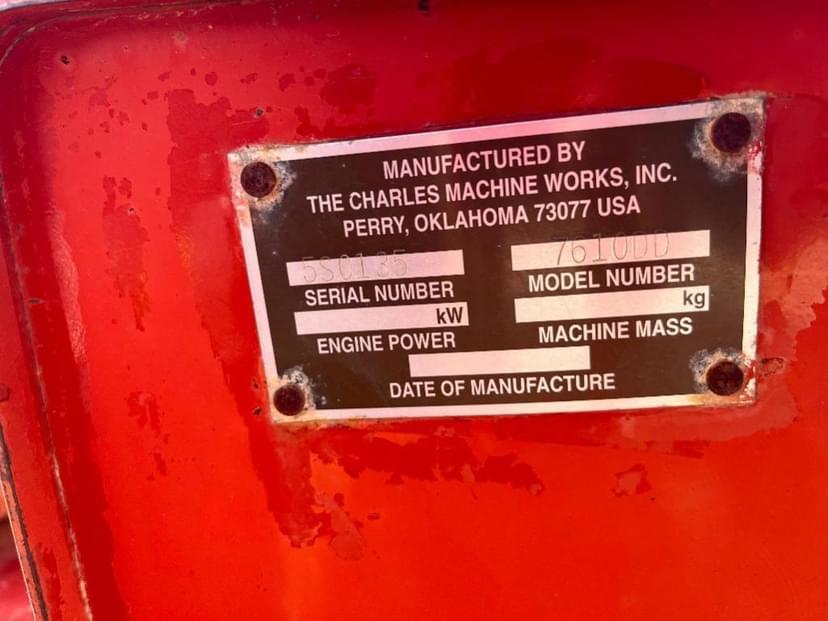 MANUFACTURED BY
THE CHARLES MACHINE WORKS, INC.
PERRY, OKLAHOMA 73077 USA
5S0135 7610DD
SERIAL NUMBER MODEL NUMBER
kW kg
ENGINE POWER MACHINE MASS
DATE OF MANUFACTURE